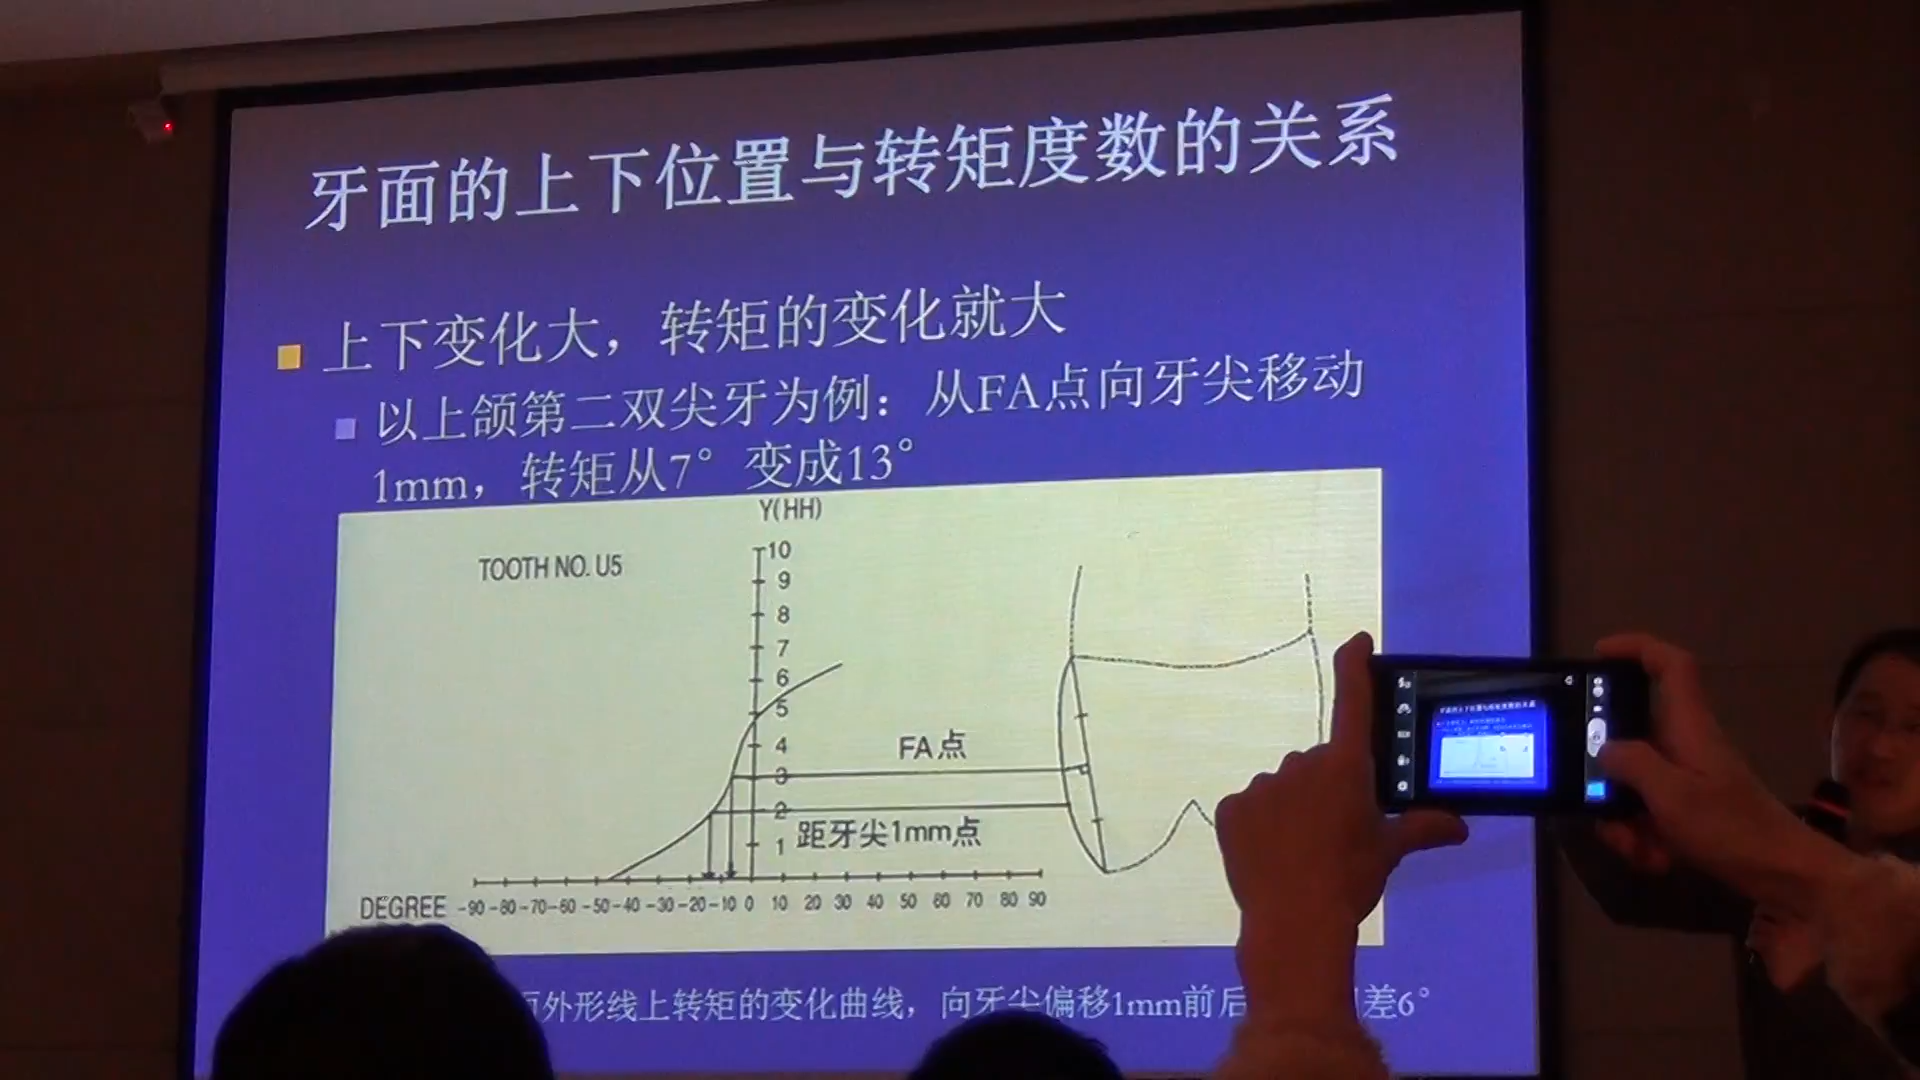 牙面的上下位置与转矩度数的关系
上下变化大，转矩的变化就大
以上颌第二双尖牙为例：从FA点向牙尖移动
1mm，转矩从7°变成13°
Y(HH)
TOOTH NO. U5
10
9
8
7
6
5
4
FA点
3
2
距牙尖1mm点
1
DEGREE -90 -80 -70 -60 -50 -40 -30 -20 -10 0 10 20 30 40 50 60 70 80 90
外形线上转矩的变化曲线，向牙尖偏移1mm前后 差6°